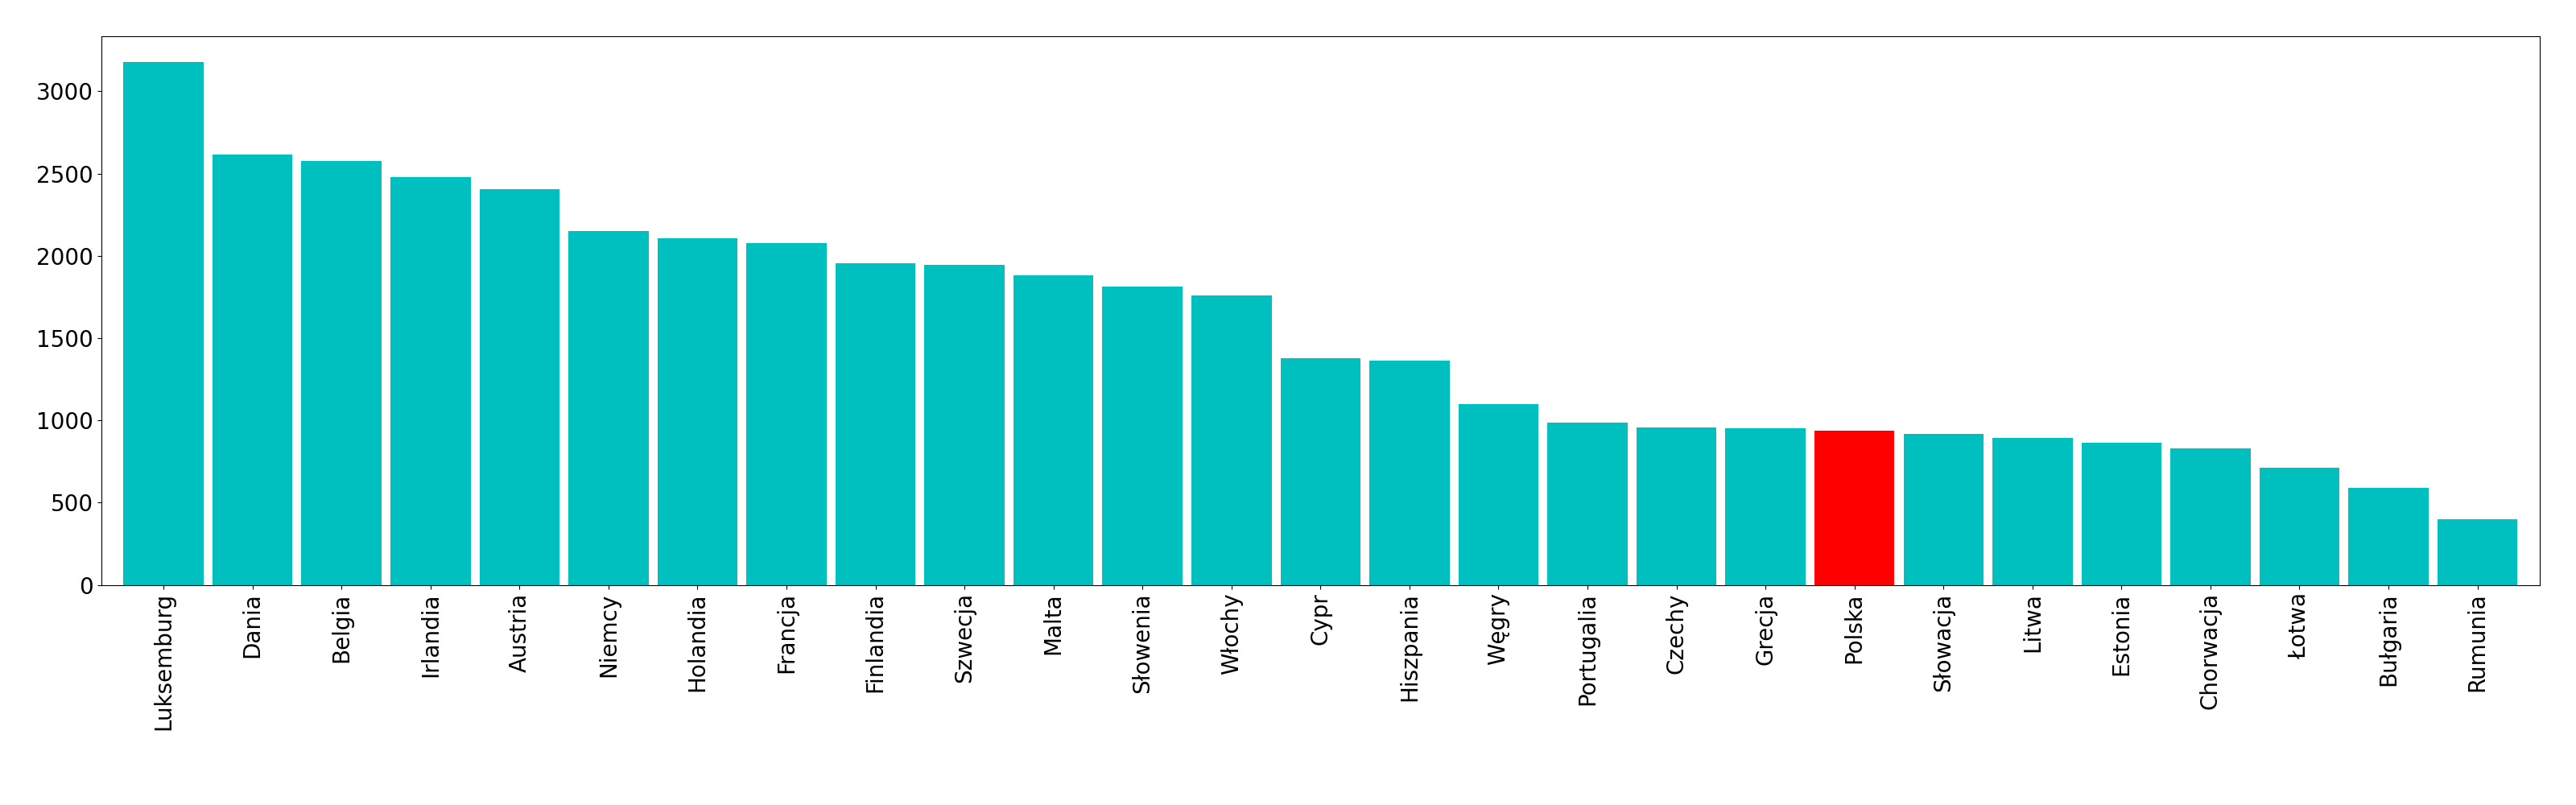 3000
2500
2000
1500
1000
500
0
Luksemburg
Dania
Belgia
Irlandia
Austria
Niemcy
Holandia
Francja
Finlandia
Szwecja
Malta
Słowenia
Włochy
Cypr
Hiszpania
Węgry
Portugalia
Czechy
Grecja
Polska
Słowacja
Litwa
Estonia
Chorwacja
Łotwa
Bułgaria
Rumunia